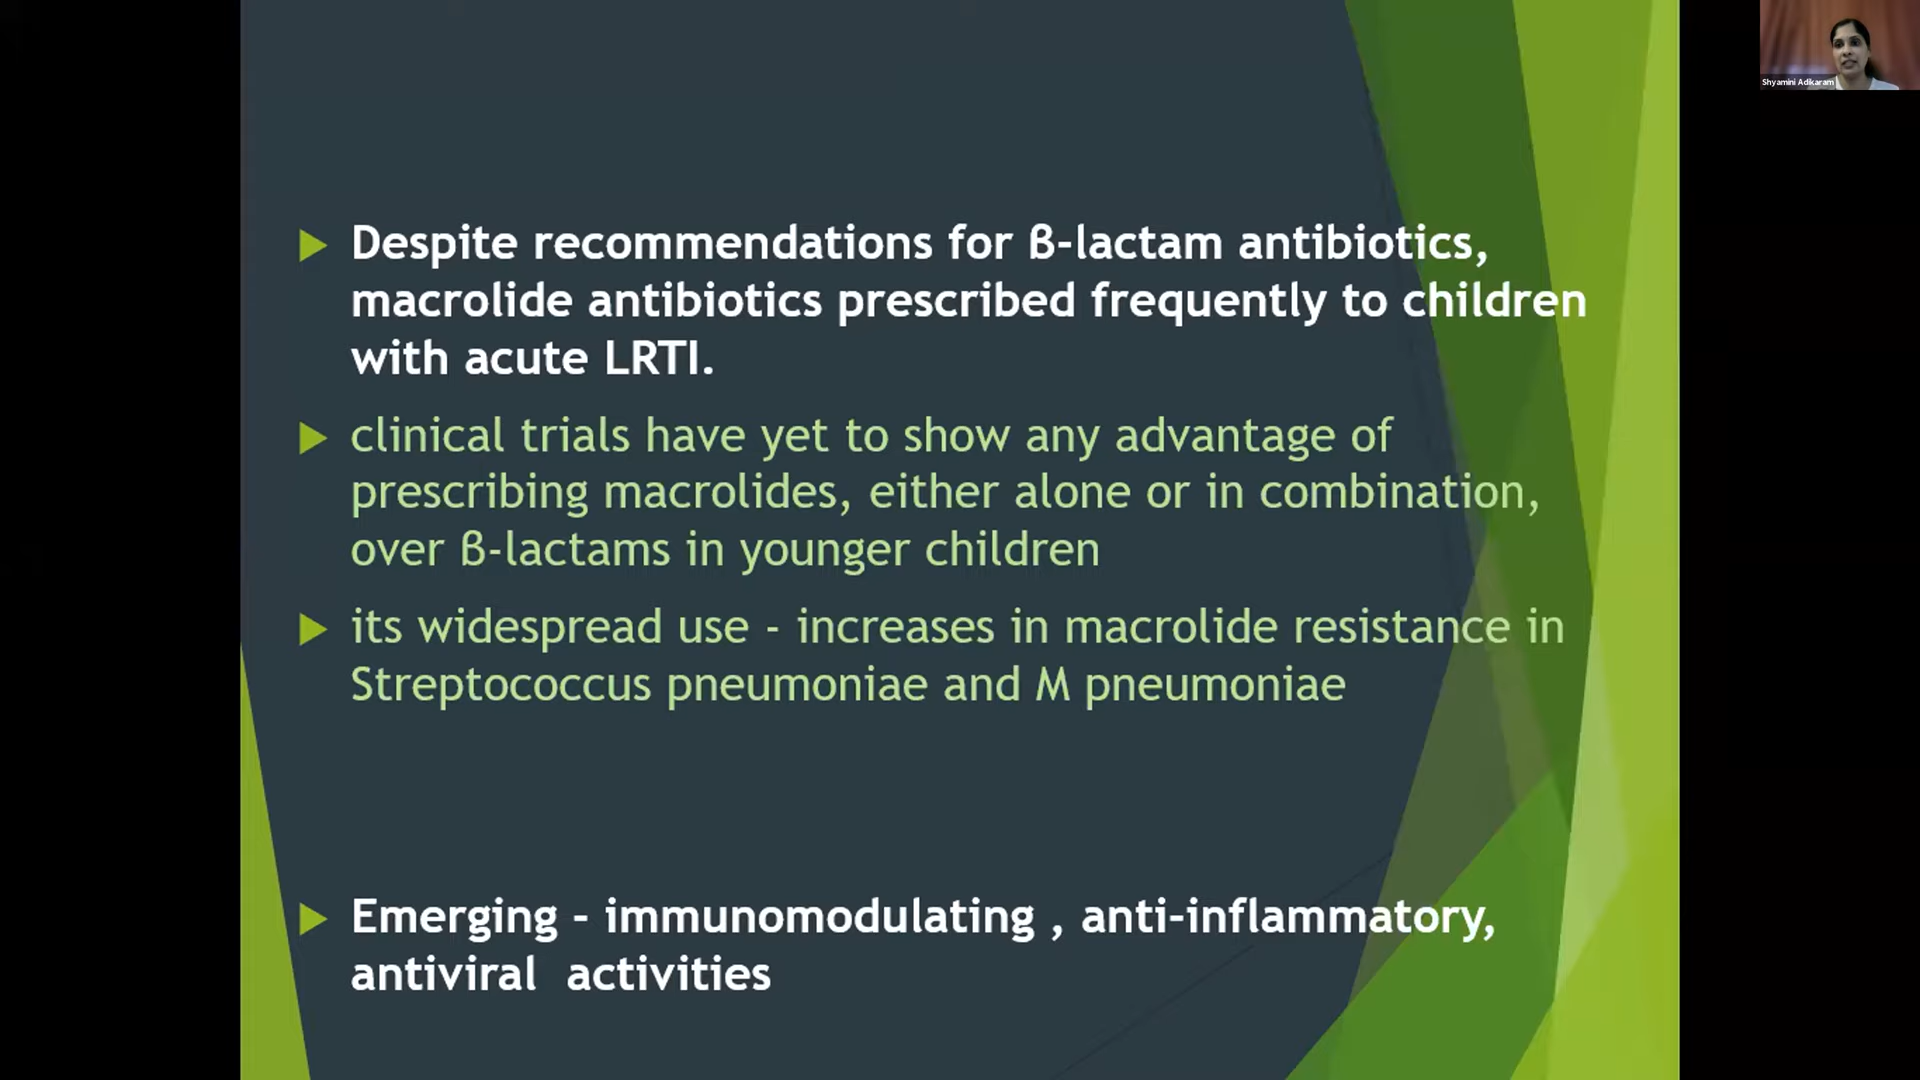 Shyamini Adikaram
Despite recommendations for ß-lactam antibiotics,
macrolide antibiotics prescribed frequently to children
with acute LRTI.
clinical trials have yet to show any advantage of
prescribing macrolides, either alone or in combination,
over ß-lactams in younger children
its widespread use - increases in macrolide resistance in
Streptococcus pneumoniae and M pneumoniae
Emerging - immunomodulating , anti-inflammatory,
antiviral  activities